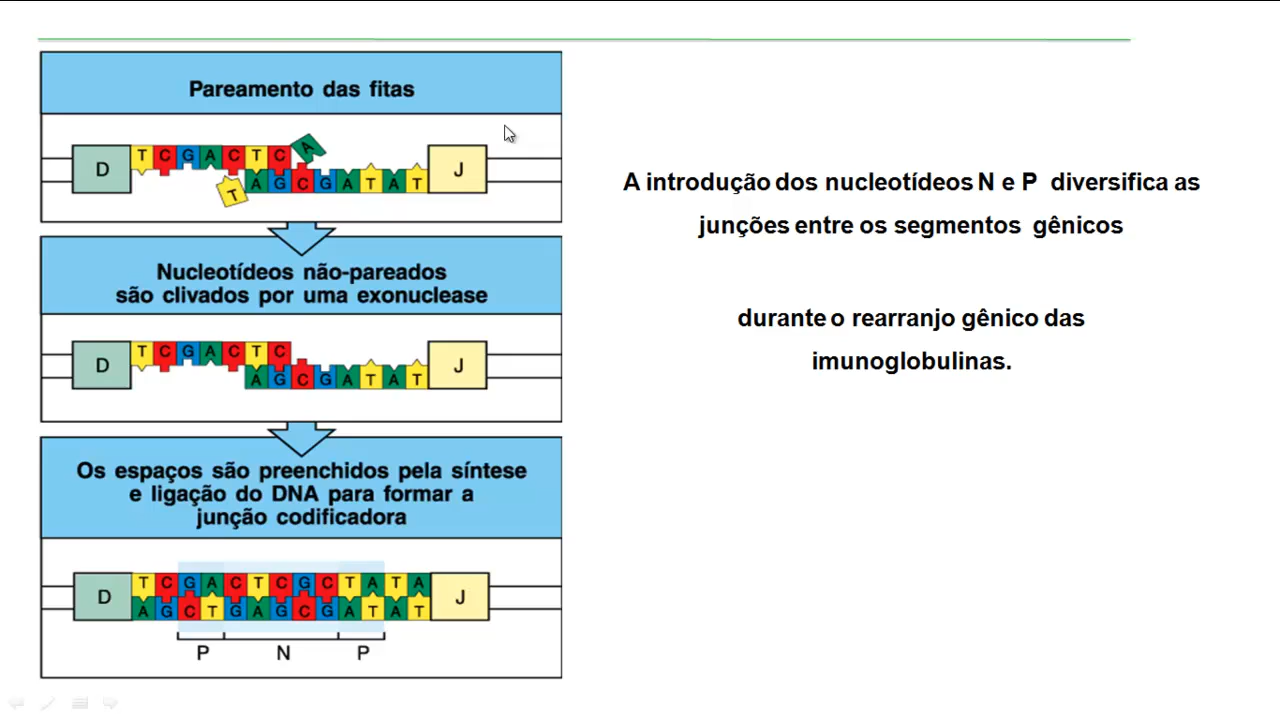 Pareamento das fitas
D T C G A C T C A
T A G C G A T A T J
Nucleotídeos não-pareados
são clivados por uma exonuclease
D T C G A C T C
A G C G A T A T J
Os espaços são preenchidos pela síntese
e ligação do DNA para formar a
junção codificadora
D T C G A C T C G C T A T A J
A G C T G A G C G A T A T
P N P
A introdução dos nucleotídeos N e P diversifica as
junções entre os segmentos gênicos
durante o rearranjo gênico das
imunoglobulinas.